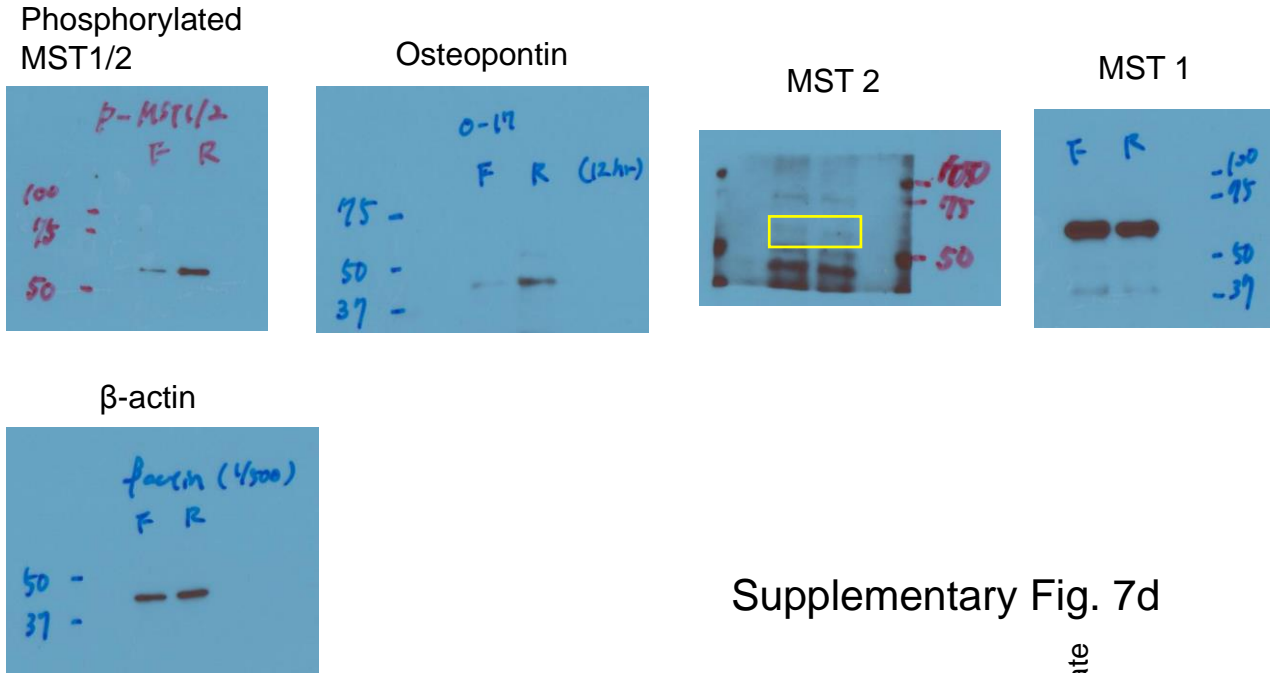 Phosphorylated
MST1/2
Osteopontin
MST 2
MST 1
p-MST1/2
F R
100
75
50
0-17
F R (12hr)
75 -
50 -
37 -
75
- 50
F R
-100
-75
- 50
-37
β-actin
βactin (1/500)
F R
50 -
37 -
Supplementary Fig. 7d